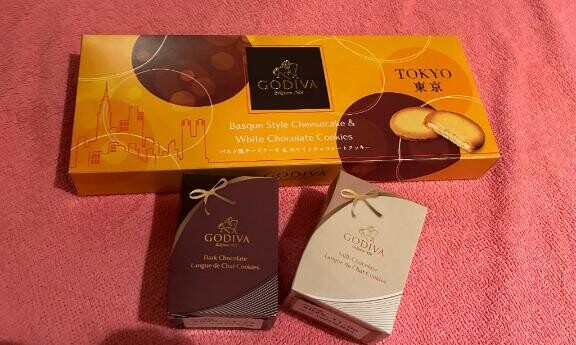 GODIVA
Belgium 1926
TOKYO
東京
Basque Style Cheesecake &
White Chocolate Cookies
バスク風チーズケーキ & ホワイトチョコレートクッキー
GODIVA
GODIVA
Belgium 1926
Dark Chocolate
Langue de Chat Cookies
GODIVA
Belgium 1926
Milk Chocolate
Langue de Chat Cookies